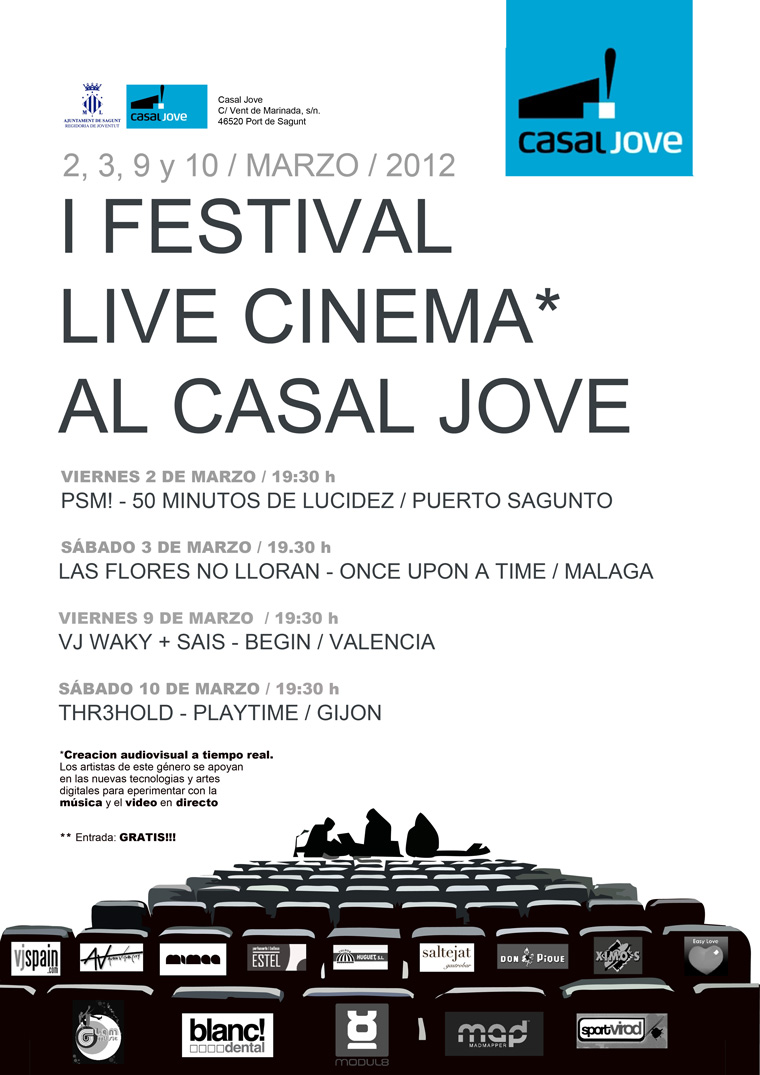 AJUNTAMENT DE SAGUNT
REGIDORIA DE JOVENTUT
casal jove
Casal Jove
C/ Vent de Marinada, s/n.
46520 Port de Sagunt
casal jove
2, 3, 9 y 10 / MARZO / 2012
I FESTIVAL
LIVE CINEMA*
AL CASAL JOVE
VIERNES 2 DE MARZO / 19:30 h
PSM! - 50 MINUTOS DE LUCIDEZ / PUERTO SAGUNTO
SÁBADO 3 DE MARZO / 19.30 h
LAS FLORES NO LLORAN - ONCE UPON A TIME / MALAGA
VIERNES 9 DE MARZO / 19:30 h
VJ WAKY + SAIS - BEGIN / VALENCIA
SÁBADO 10 DE MARZO / 19:30 h
THR3HOLD - PLAYTIME / GIJON
*Creacion audiovisual a tiempo real.
Los artistas de este género se apoyan
en las nuevas tecnologias y artes
digitales para eperimentar con la
música y el video en directo
** Entrada: GRATIS!!!
vjspain
.com
mimaa
ESTEL
HUGUET, S.L.
saltejat
gastrobar
DON PIQUE
XIMO'S
Easy Love
blanc!
dental
MODUL8
mad
MADMAPPER
sport virod